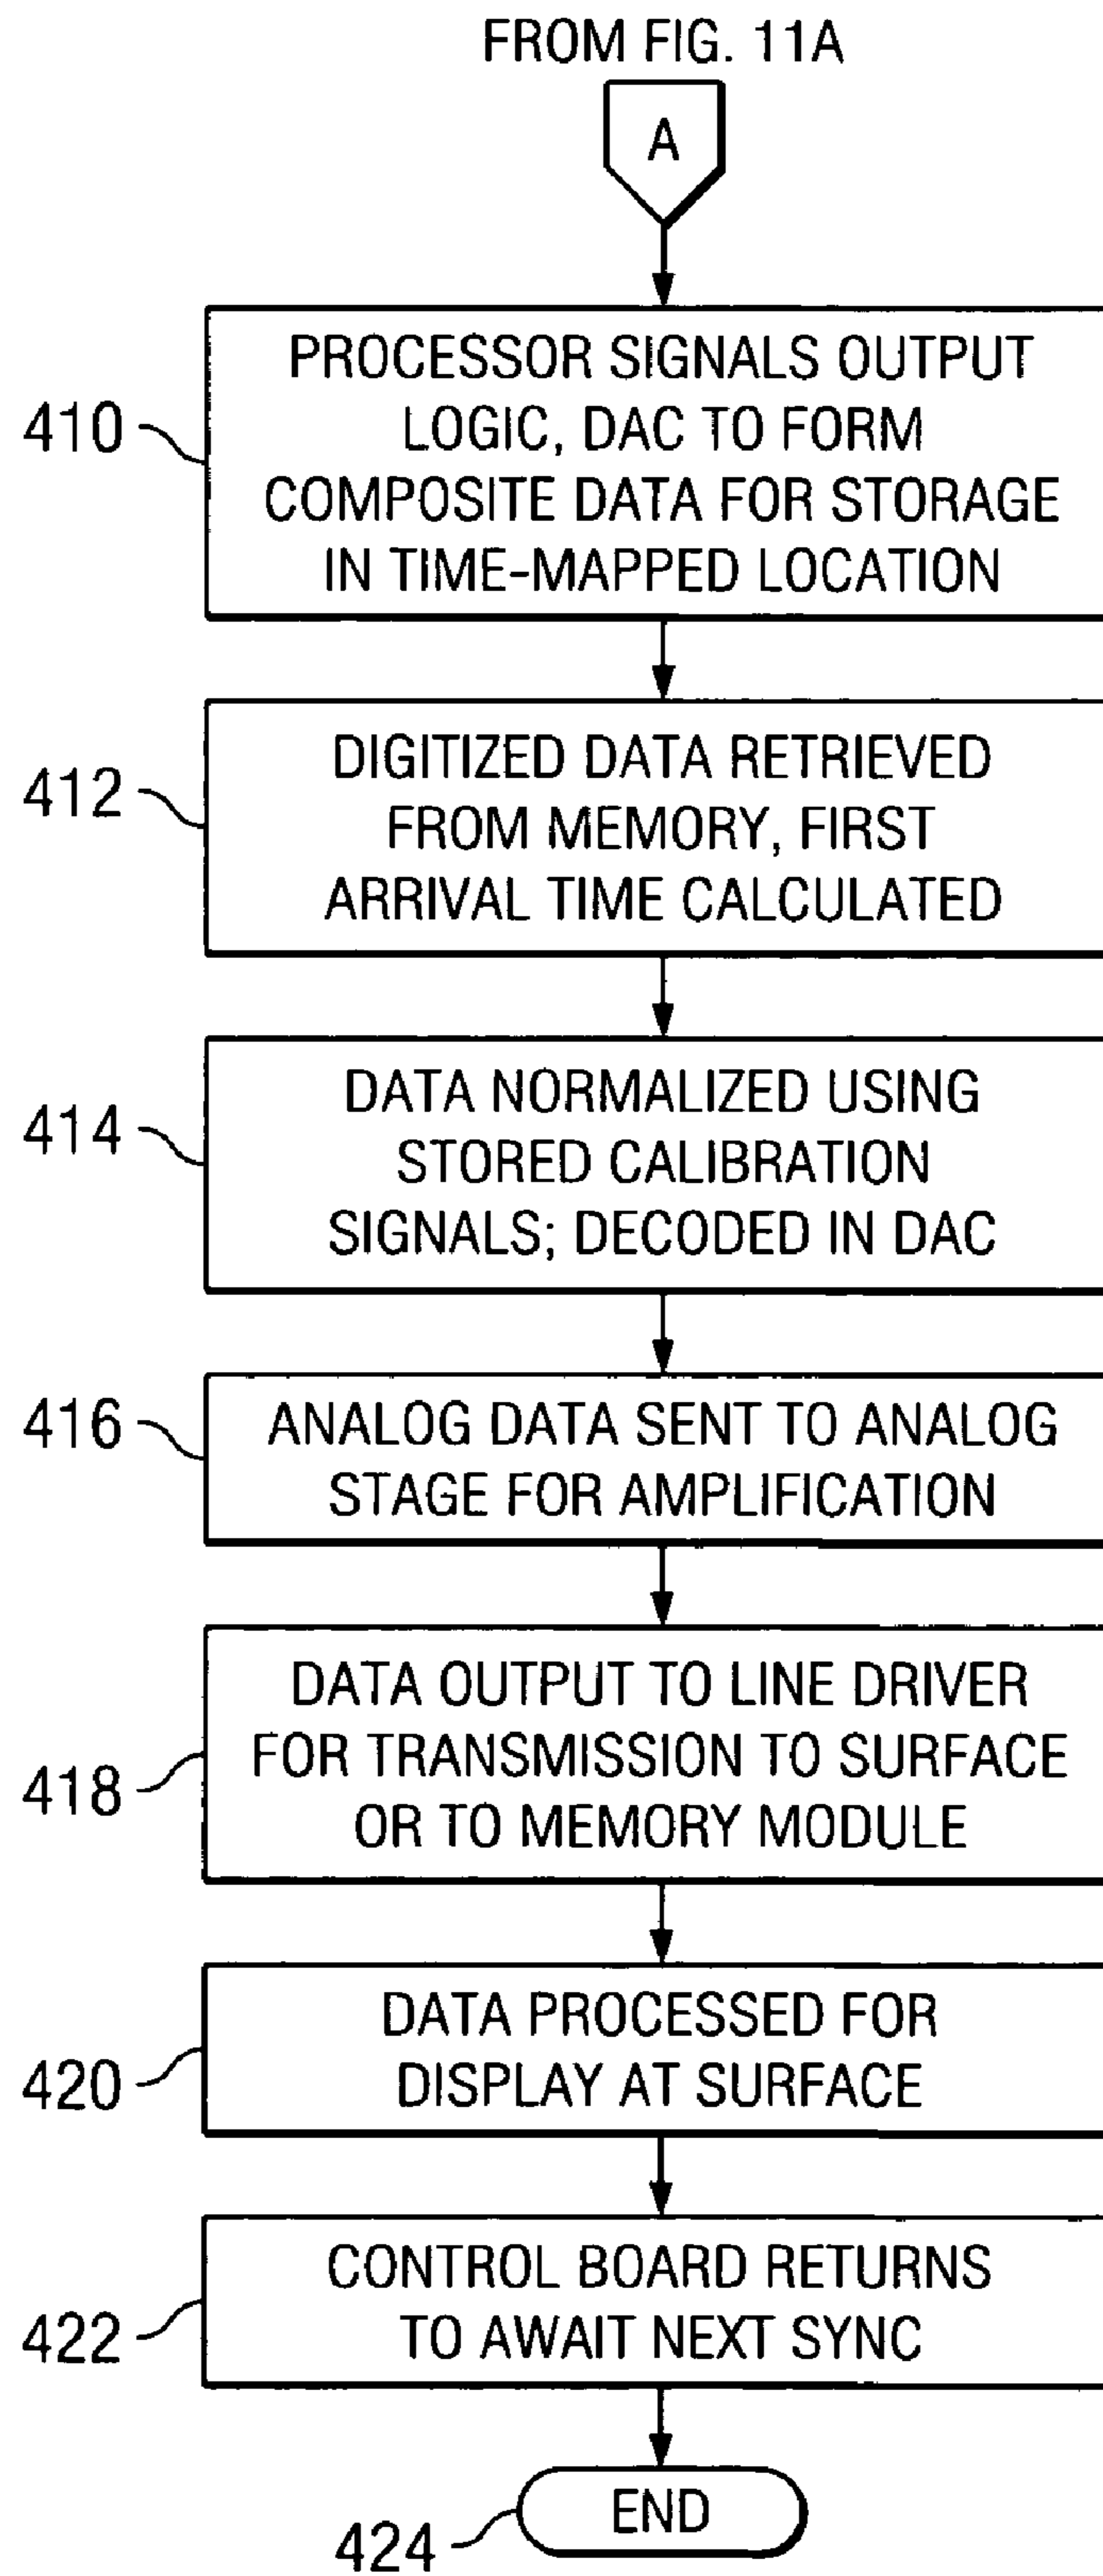 FROM FIG. 11A
A
410
PROCESSOR SIGNALS OUTPUT
LOGIC, DAC TO FORM
COMPOSITE DATA FOR STORAGE
IN TIME-MAPPED LOCATION
412
DIGITIZED DATA RETRIEVED
FROM MEMORY, FIRST
ARRIVAL TIME CALCULATED
414
DATA NORMALIZED USING
STORED CALIBRATION
SIGNALS; DECODED IN DAC
416
ANALOG DATA SENT TO ANALOG
STAGE FOR AMPLIFICATION
418
DATA OUTPUT TO LINE DRIVER
FOR TRANSMISSION TO SURFACE
OR TO MEMORY MODULE
420
DATA PROCESSED FOR
DISPLAY AT SURFACE
422
CONTROL BOARD RETURNS
TO AWAIT NEXT SYNC
424
END